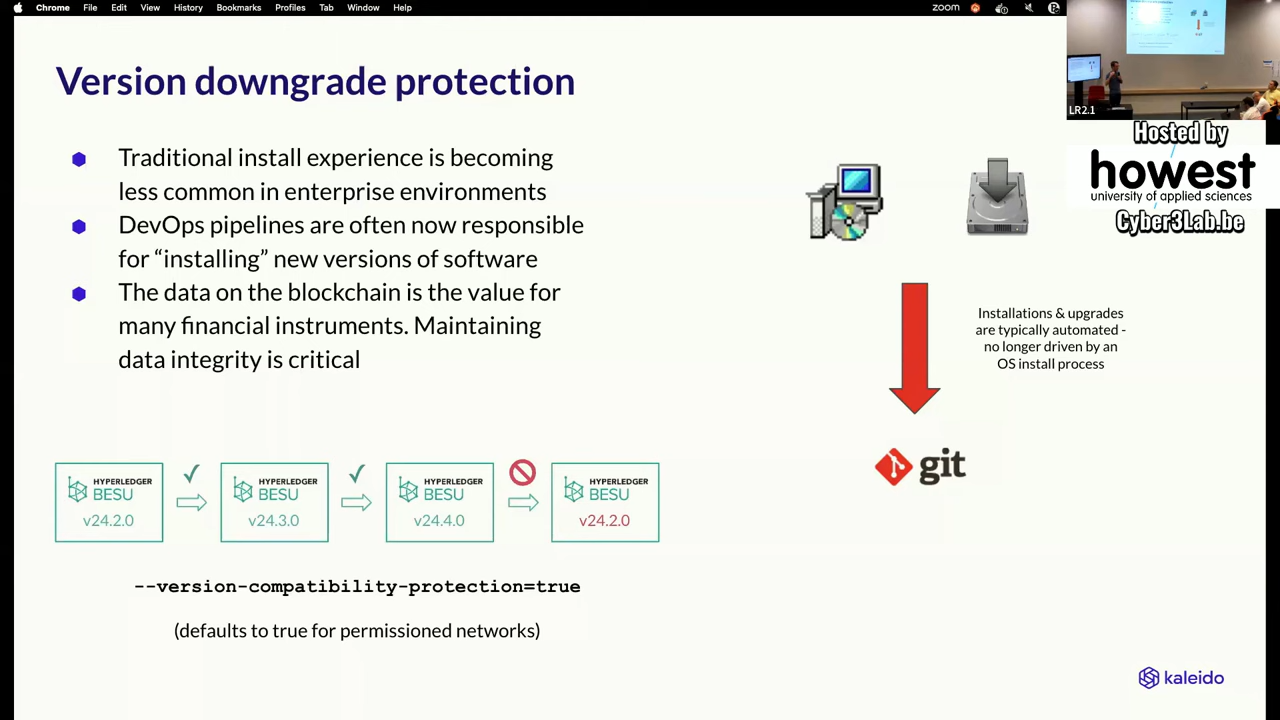 Chrome File Edit View History Bookmarks Profiles Tab Window Help
zoom
LR2.1
Hosted by
howest
university of applied sciences
Cyber3Lab.be
Version downgrade protection
Traditional install experience is becoming
less common in enterprise environments
DevOps pipelines are often now responsible
for “installing” new versions of software
The data on the blockchain is the value for
many financial instruments. Maintaining
data integrity is critical
Installations & upgrades
are typically automated -
no longer driven by an
OS install process
git
HYPERLEDGER
BESU
v24.2.0
HYPERLEDGER
BESU
v24.3.0
HYPERLEDGER
BESU
v24.4.0
HYPERLEDGER
BESU
v24.2.0
--version-compatibility-protection=true
(defaults to true for permissioned networks)
kaleido